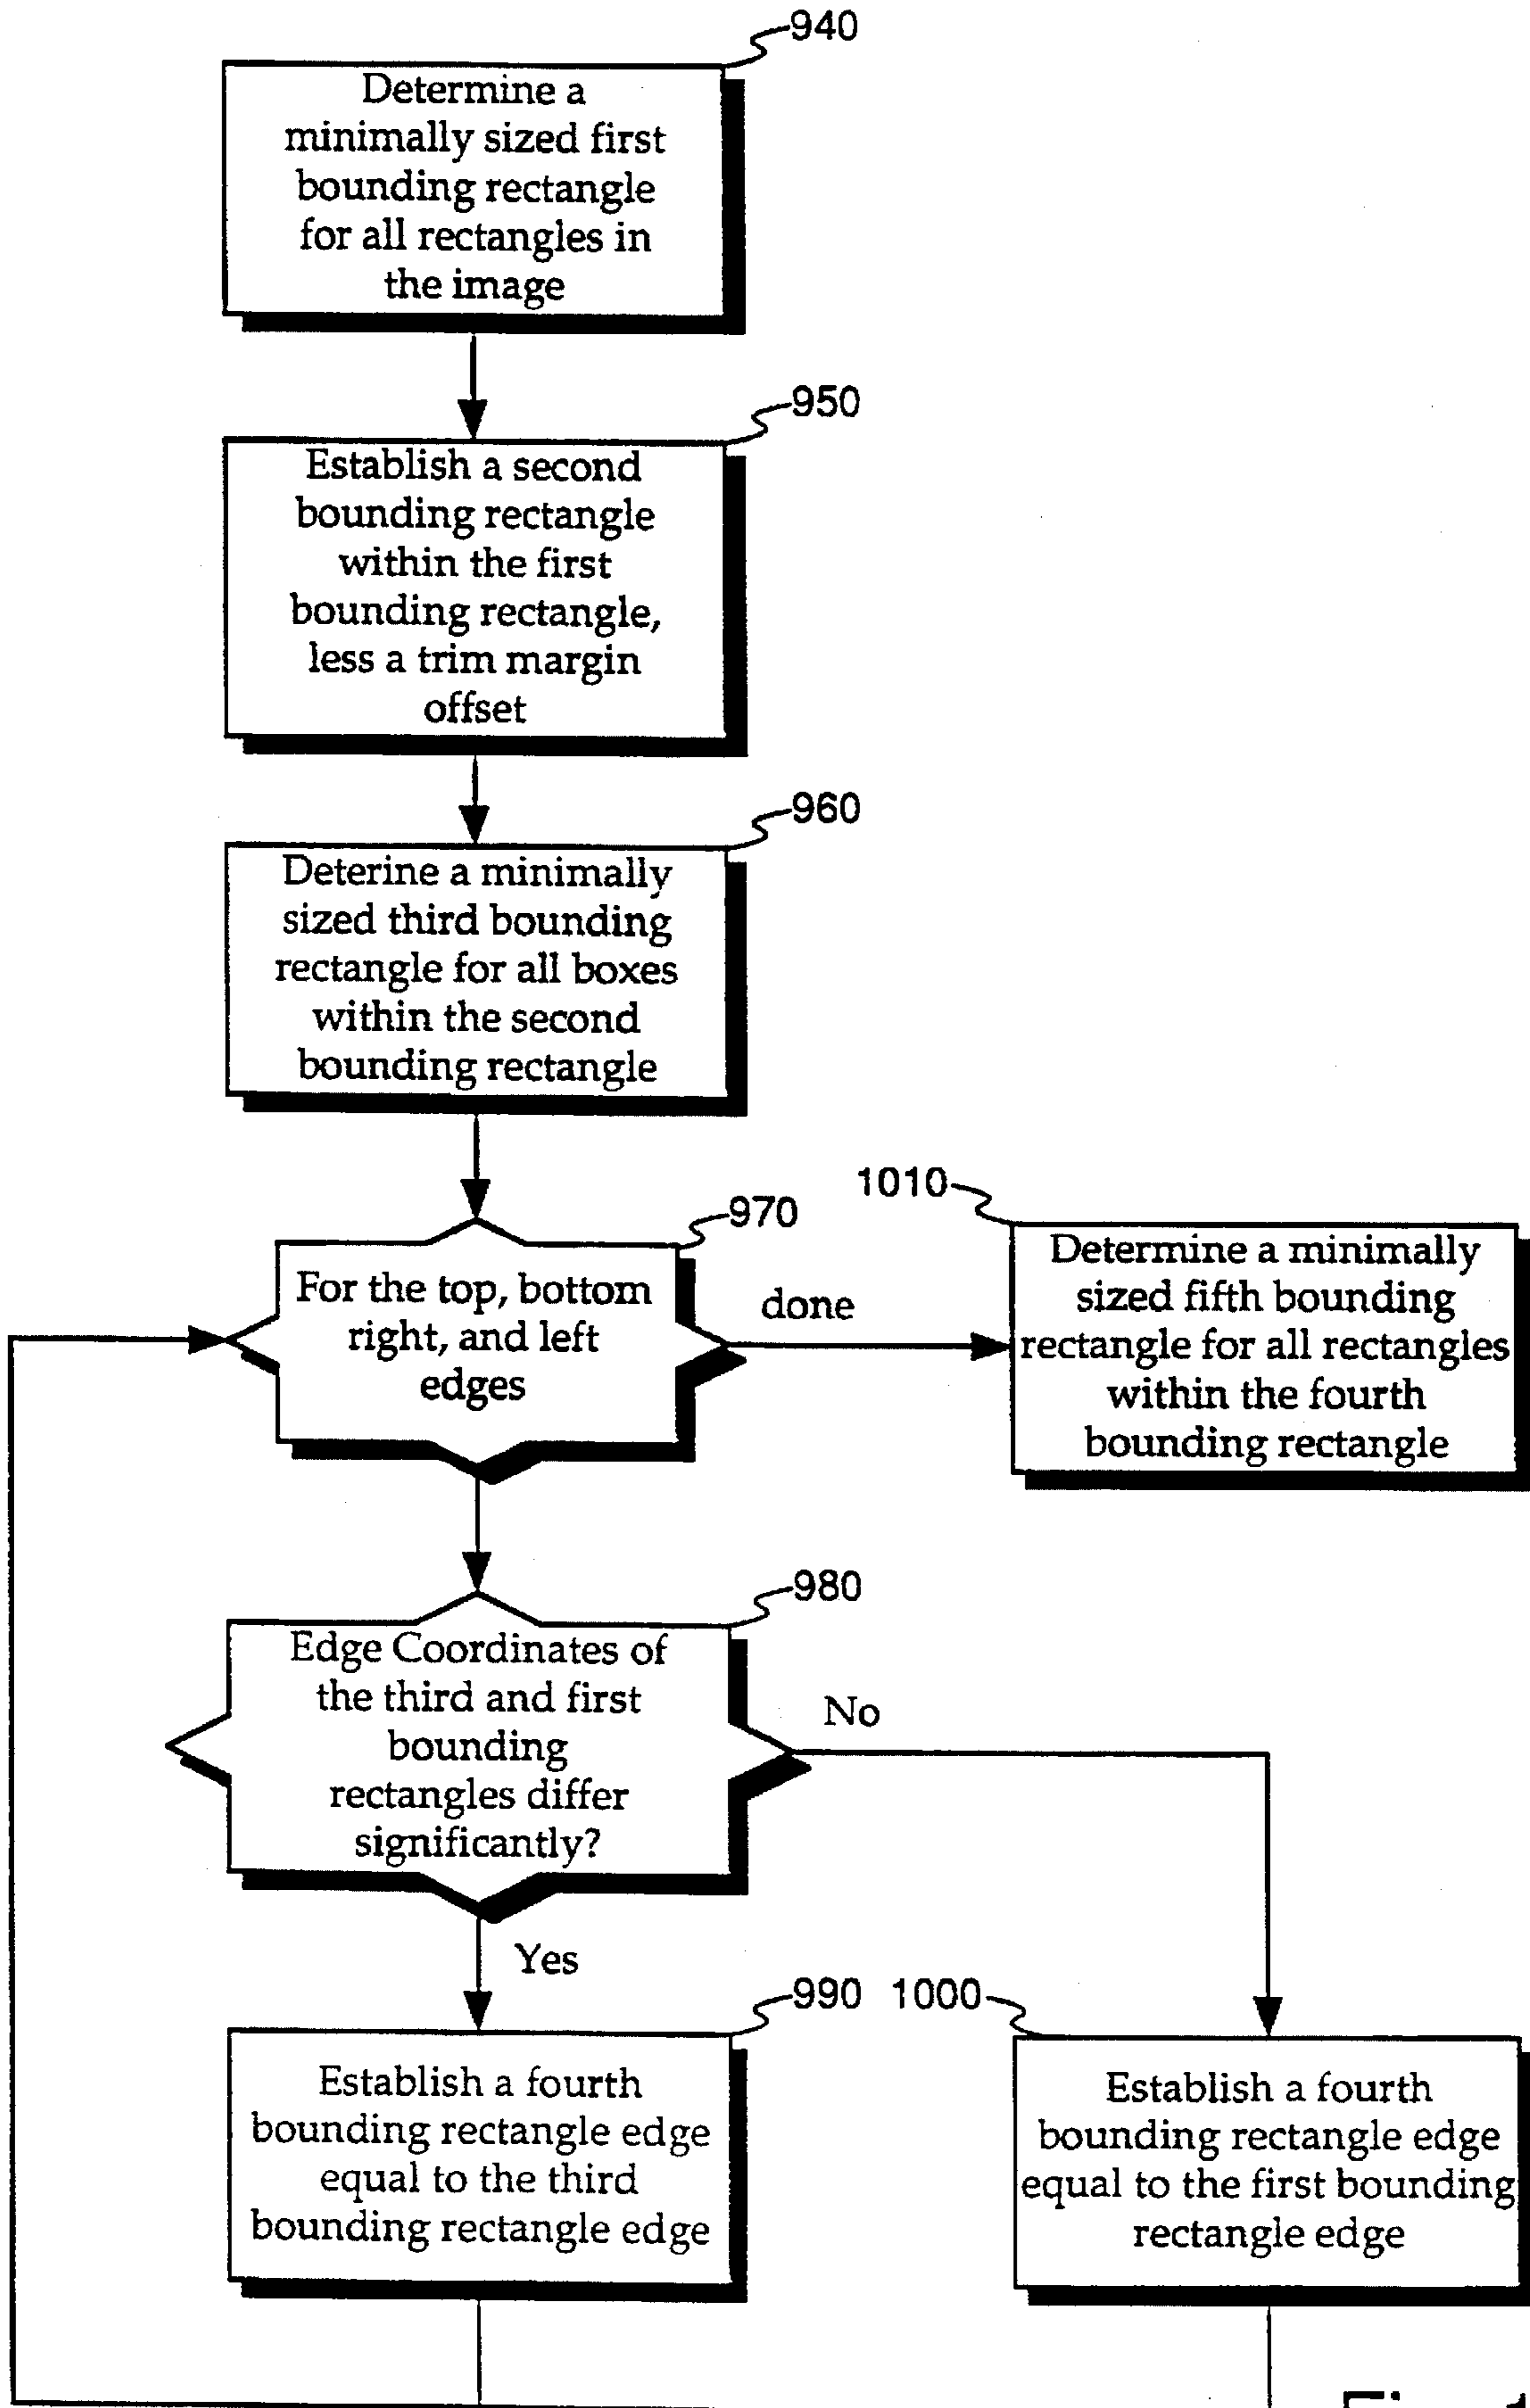 940
Determine a
minimally sized first
bounding rectangle
for all rectangles in
the image
950
Establish a second
bounding rectangle
within the first
bounding rectangle,
less a trim margin
offset
960
Deterine a minimally
sized third bounding
rectangle for all boxes
within the second
bounding rectangle
970
For the top, bottom
right, and left
edges
done
1010
Determine a minimally
sized fifth bounding
rectangle for all rectangles
within the fourth
bounding rectangle
980
Edge Coordinates of
the third and first
bounding
rectangles differ
significantly?
No
Yes
990
Establish a fourth
bounding rectangle edge
equal to the third
bounding rectangle edge
1000
Establish a fourth
bounding rectangle edge
equal to the first bounding
rectangle edge